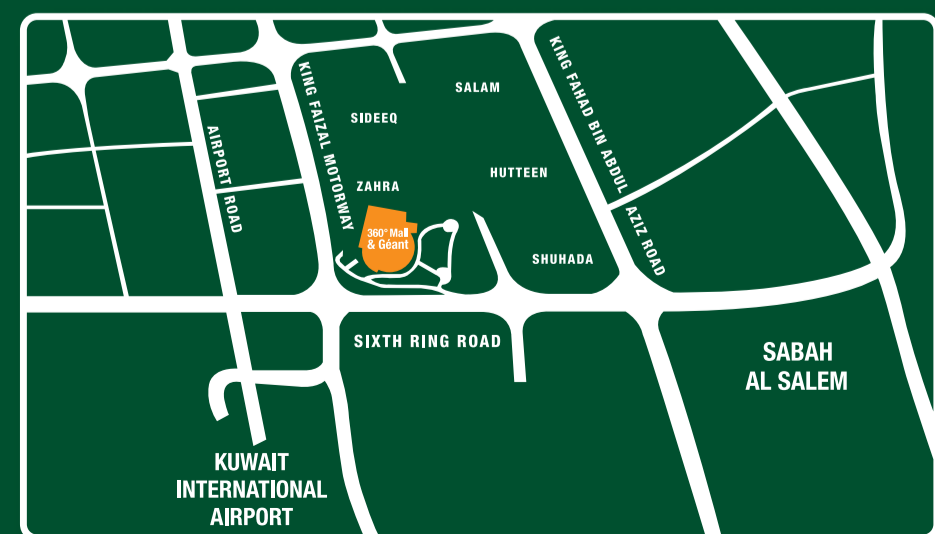 SALAM
SIDEEQ
KING FAIZAL MOTORWAY
KING FAHAD BIN ABDUL AZIZ ROAD
AIRPORT ROAD
HUTTEEN
ZAHRA
360° Mall
& Géant
SHUHADA
SIXTH RING ROAD
SABAH
AL SALEM
KUWAIT
INTERNATIONAL
AIRPORT